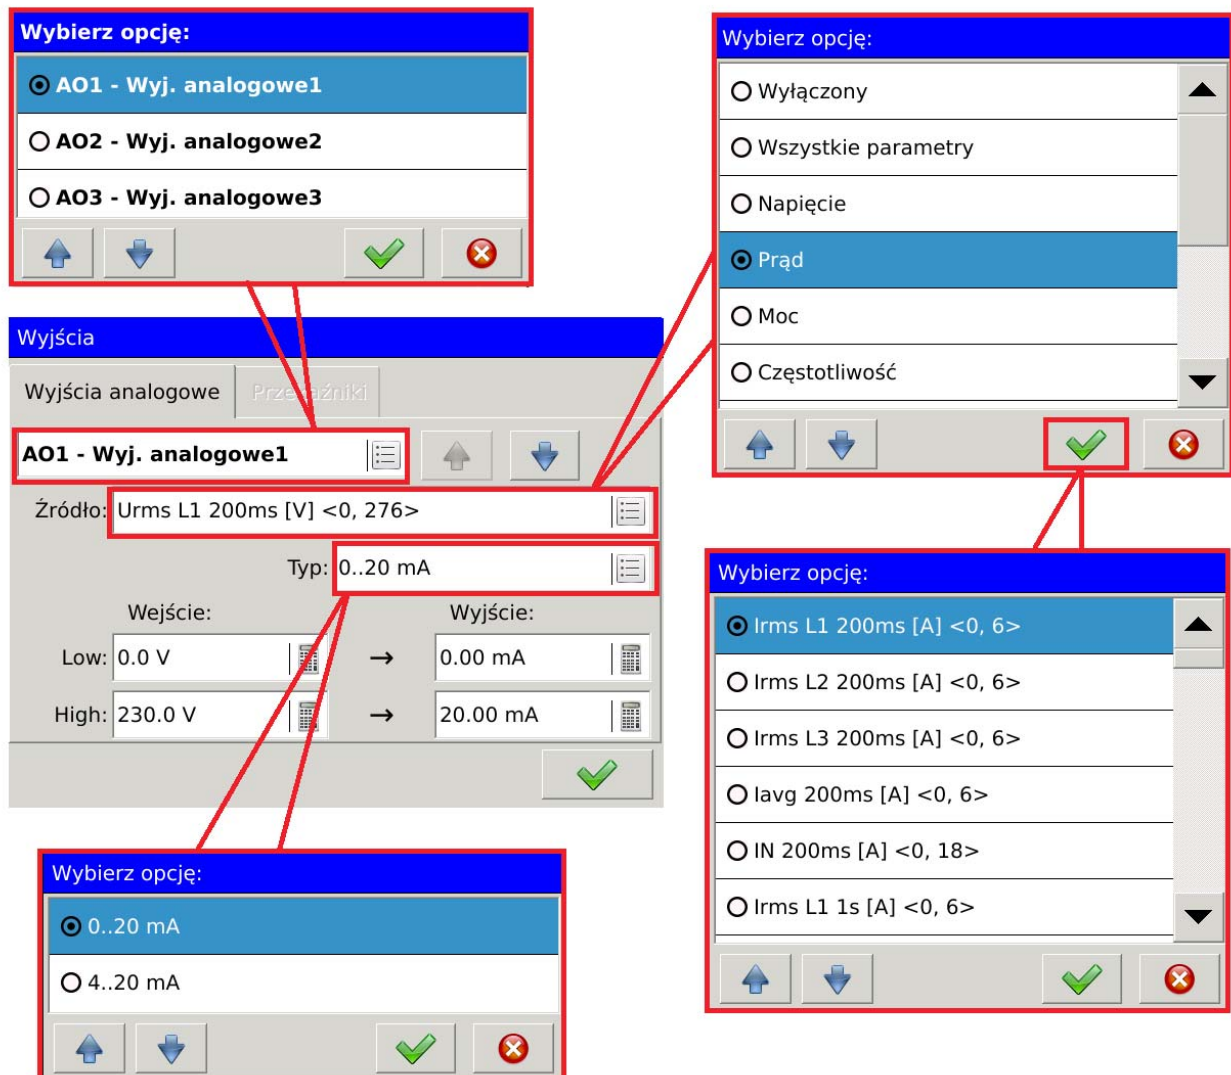 Wybierz opcję:
AO1 - Wyj. analogowe1
AO2 - Wyj. analogowe2
AO3 - Wyj. analogowe3
Wyjścia
Wyjścia analogowe
Przekaźniki
AO1 - Wyj. analogowe1
Źródło: Urms L1 200ms [V] <0, 276>
Typ: 0..20 mA
Wejście: Wyjście:
Low: 0.0 V → 0.00 mA
High: 230.0 V → 20.00 mA
Wybierz opcję:
0..20 mA
4..20 mA
Wybierz opcję:
Wyłączony
Wszystkie parametry
Napięcie
Prąd
Moc
Częstotliwość
Wybierz opcję:
Irms L1 200ms [A] <0, 6>
Irms L2 200ms [A] <0, 6>
Irms L3 200ms [A] <0, 6>
Iavg 200ms [A] <0, 6>
IN 200ms [A] <0, 18>
Irms L1 1s [A] <0, 6>